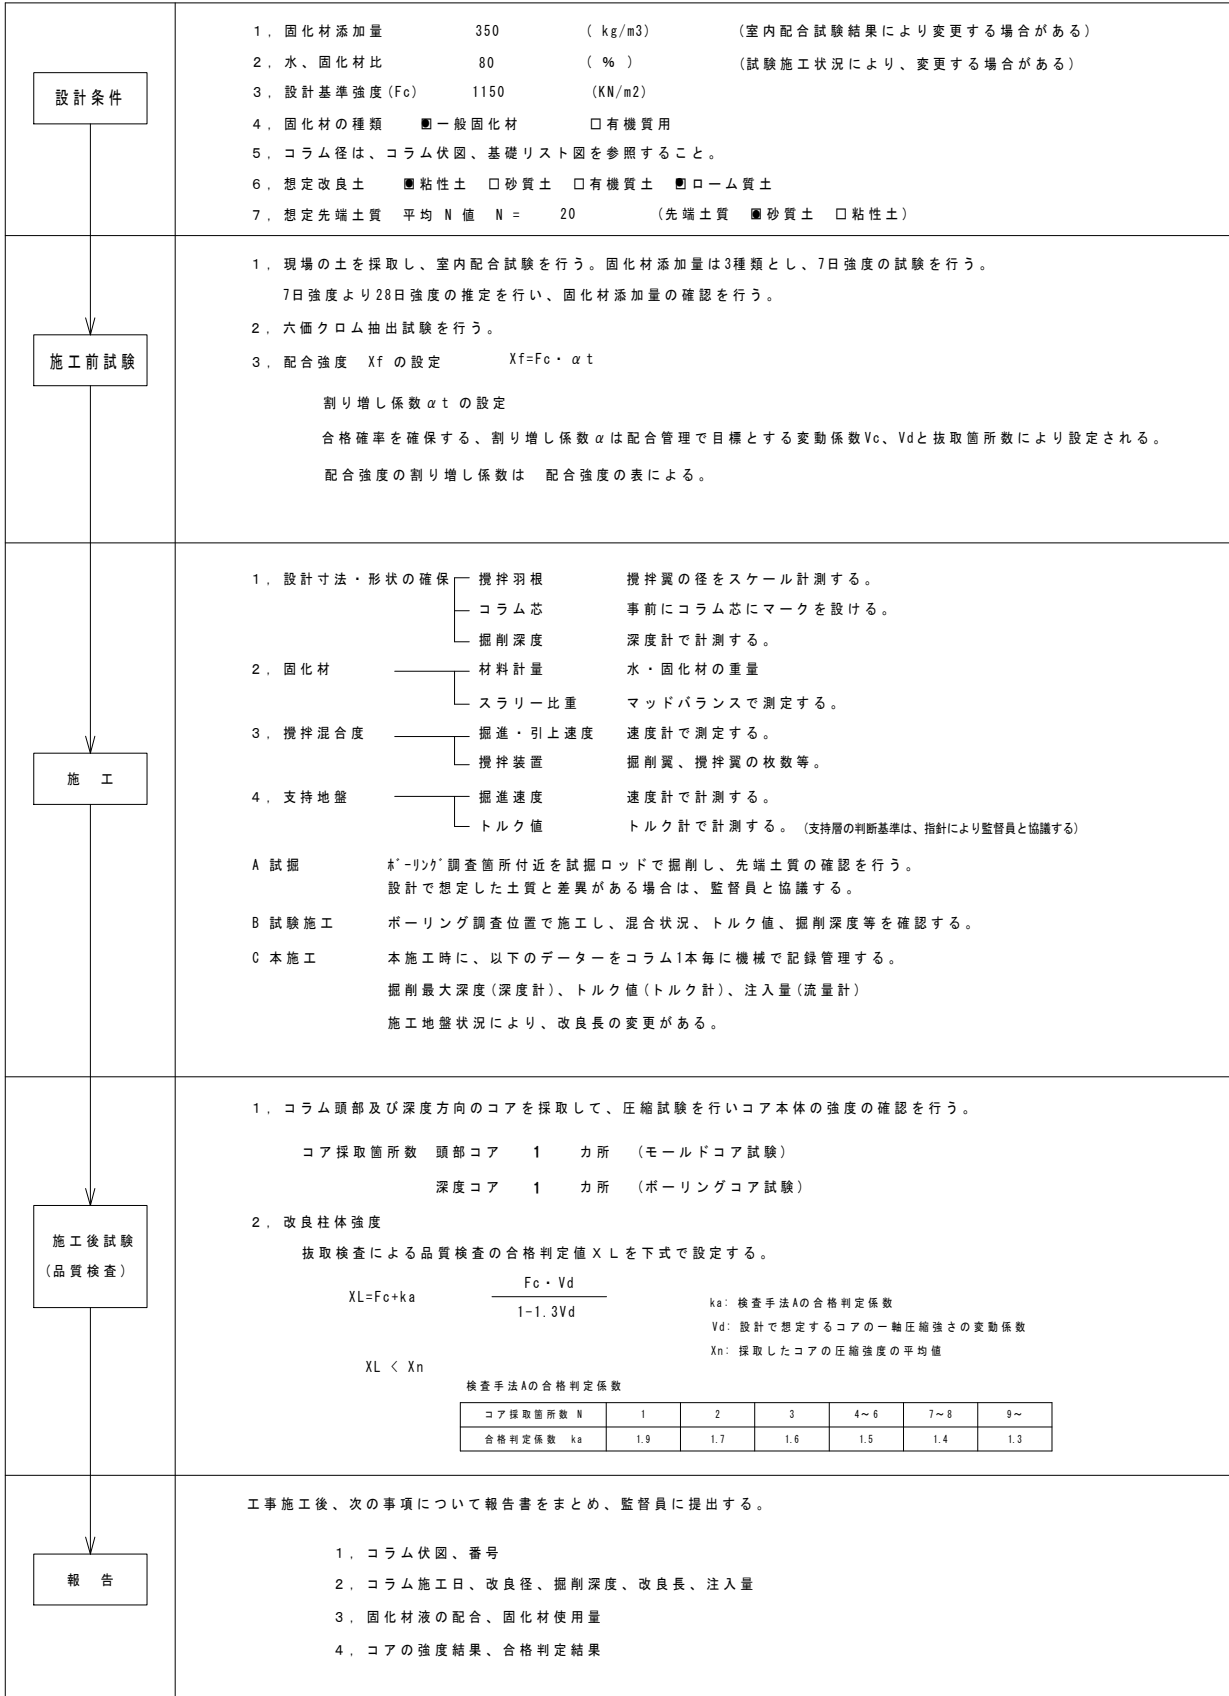 設計条件
1, 固化材添加量 350 ( kg/m3) (室内配合試験結果により変更する場合がある)
2, 水、固化材比 80 ( % ) (試験施工状況により、変更する場合がある)
3, 設計基準強度(Fc) 1150 (KN/m2)
4, 固化材の種類 ▣一般固化材 □有機質用
5, コラム径は、コラム伏図、基礎リスト図を参照すること。
6, 想定改良土 ▣粘性土 □砂質土 □有機質土 ▣ローム質土
7, 想定先端土質 平均 N 値 N = 20 (先端土質 ▣砂質土 □粘性土)
施工前試験
1, 現場の土を採取し、室内配合試験を行う。固化材添加量は3種類とし、7日強度の試験を行う。
7日強度より28日強度の推定を行い、固化材添加量の確認を行う。
2, 六価クロム抽出試験を行う。
3, 配合強度 Xf の設定 Xf=Fc・αt
割り増し係数αt の設定
合格確率を確保する、割り増し係数αは配合管理で目標とする変動係数Vc、Vdと抜取箇所数により設定される。
配合強度の割り増し係数は 配合強度の表による。
施 工
1, 設計寸法・形状の確保 攪拌羽根 攪拌翼の径をスケール計測する。
コラム芯 事前にコラム芯にマークを設ける。
掘削深度 深度計で計測する。
2, 固化材 材料計量 水・固化材の重量
スラリー比重 マッドバランスで測定する。
3, 攪拌混合度 掘進・引上速度 速度計で測定する。
攪拌装置 掘削翼、攪拌翼の枚数等。
4, 支持地盤 掘進速度 速度計で計測する。
トルク値 トルク計で計測する。 (支持層の判断基準は、指針により監督員と協議する)
A 試掘 ﾎﾞｰﾘﾝｸﾞ調査箇所付近を試掘ロッドで掘削し、先端土質の確認を行う。
設計で想定した土質と差異がある場合は、監督員と協議する。
B 試験施工 ボーリング調査位置で施工し、混合状況、トルク値、掘削深度等を確認する。
C 本施工 本施工時に、以下のデーターをコラム1本毎に機械で記録管理する。
掘削最大深度(深度計)、トルク値(トルク計)、注入量(流量計)
施工地盤状況により、改良長の変更がある。
施工後試験
(品質検査)
1, コラム頭部及び深度方向のコアを採取して、圧縮試験を行いコア本体の強度の確認を行う。
コア採取箇所数 頭部コア 1 カ所 (モールドコア試験)
深度コア 1 カ所 (ボーリングコア試験)
2, 改良柱体強度
抜取検査による品質検査の合格判定値XLを下式で設定する。
XL=Fc+ka Fc・Vd
1-1.3Vd
ka: 検査手法Aの合格判定係数
Vd: 設計で想定するコアの一軸圧縮強さの変動係数
Xn: 採取したコアの圧縮強度の平均値
XL < Xn
検査手法Aの合格判定係数
コア採取箇所数 N 1 2 3 4～6 7～8 9～
合格判定係数 ka 1.9 1.7 1.6 1.5 1.4 1.3
報 告
工事施工後、次の事項について報告書をまとめ、監督員に提出する。
1, コラム伏図、番号
2, コラム施工日、改良径、掘削深度、改良長、注入量
3, 固化材液の配合、固化材使用量
4, コアの強度結果、合格判定結果